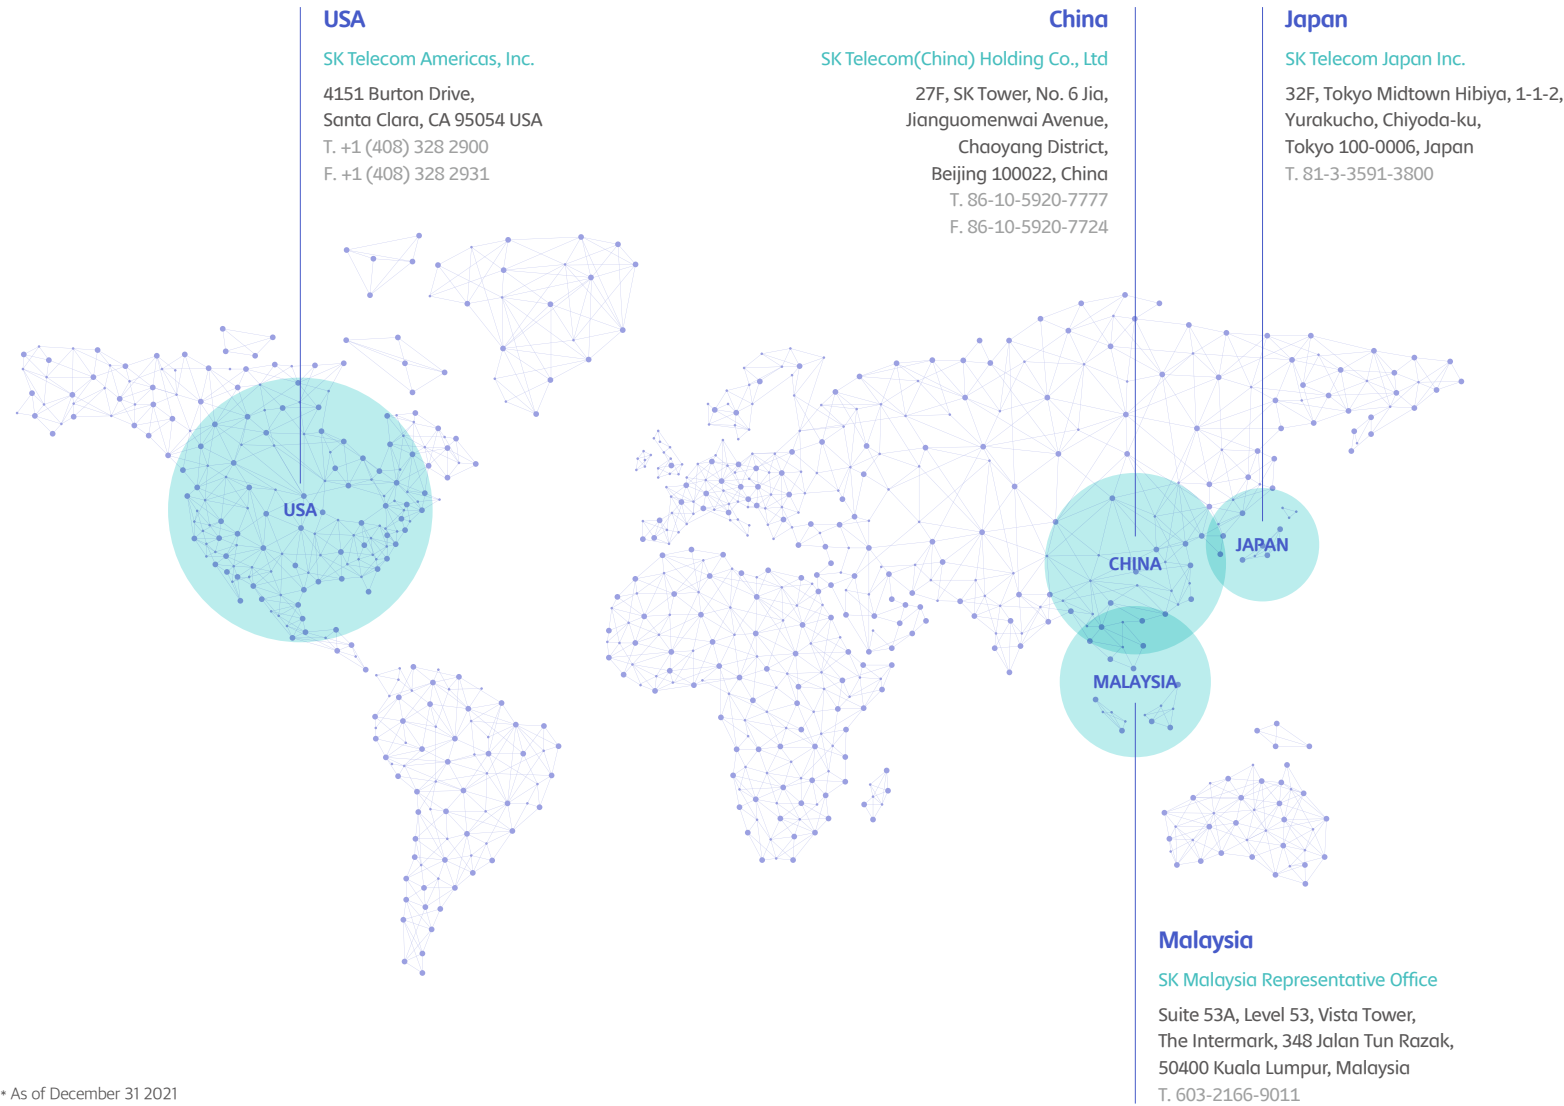 USA
SK Telecom Americas, Inc.
4151 Burton Drive,
Santa Clara, CA 95054 USA
T. +1 (408) 328 2900
F. +1 (408) 328 2931
China
SK Telecom(China) Holding Co., Ltd
27F, SK Tower, No. 6 Jia,
Jianguomenwai Avenue,
Chaoyang District,
Beijing 100022, China
T. 86-10-5920-7777
F. 86-10-5920-7724
Japan
SK Telecom Japan Inc.
32F, Tokyo Midtown Hibiya, 1-1-2,
Yurakucho, Chiyoda-ku,
Tokyo 100-0006, Japan
T. 81-3-3591-3800
USA
CHINA
JAPAN
MALAYSIA
Malaysia
SK Malaysia Representative Office
Suite 53A, Level 53, Vista Tower,
The Intermark, 348 Jalan Tun Razak,
50400 Kuala Lumpur, Malaysia
T. 603-2166-9011
* As of December 31 2021